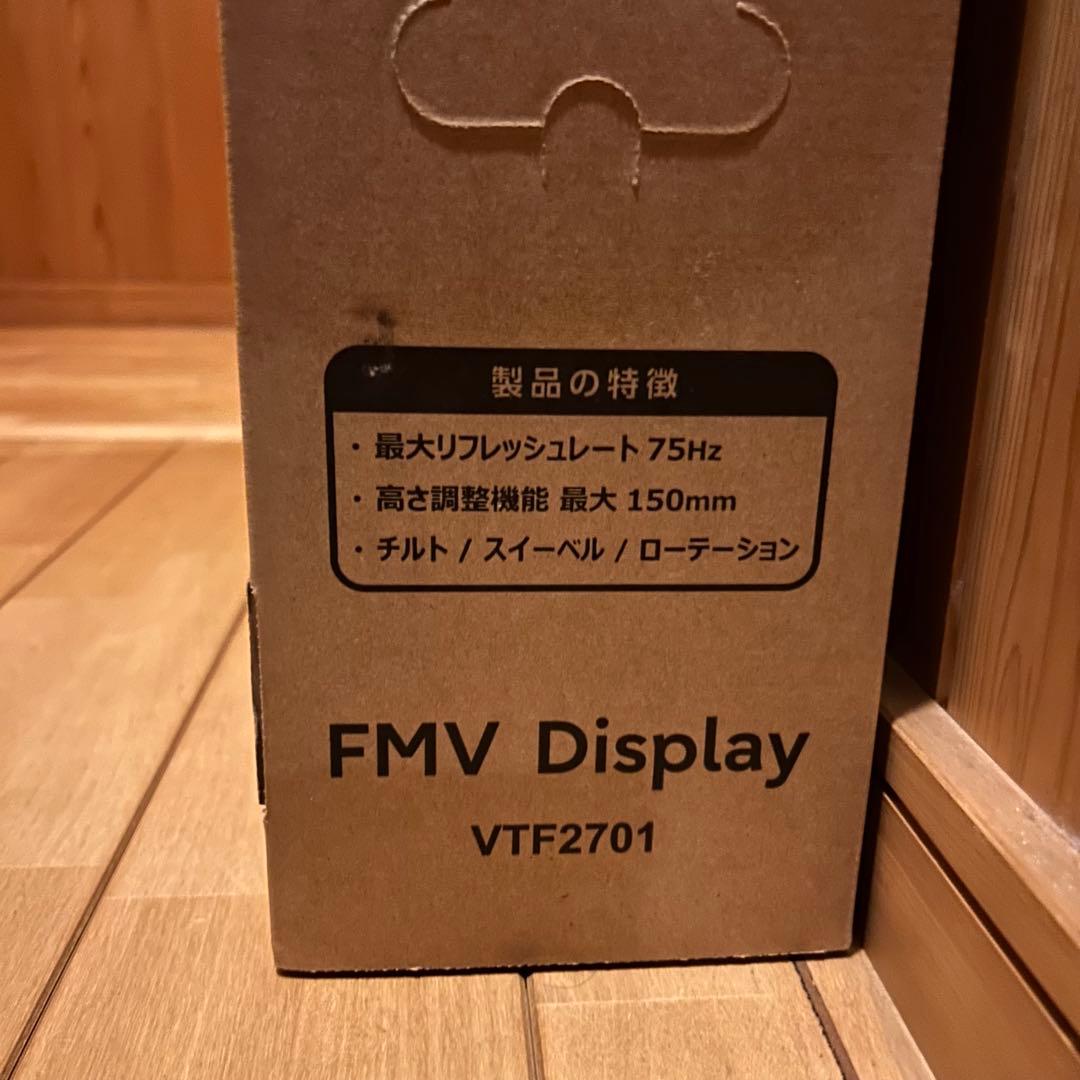 製品の特徴
・最大リフレッシュレート 75Hz
・高さ調整機能 最大 150mm
・チルト / スイーベル / ローテーション
FMV Display
VTF2701